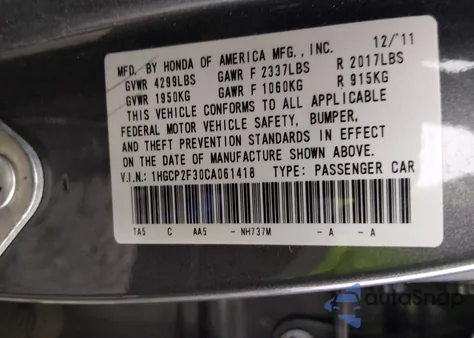 MFD. BY HONDA OF AMERICA MFG., INC. 12/'11
GVWR 4299LBS GAWR F 2337LBS R 2017LBS
GVWR 1950KG GAWR F 1060KG R 915KG
THIS VEHICLE CONFORMS TO ALL APPLICABLE
FEDERAL MOTOR VEHICLE SAFETY, BUMPER,
AND THEFT PREVENTION STANDARDS IN EFFECT
ON THE DATE OF MANUFACTURE SHOWN ABOVE.
V.I.N.: 1HGCP2F30CA061418 TYPE: PASSENGER CAR
TA5 C AA5 - NH737M - A - A
AutoSnap